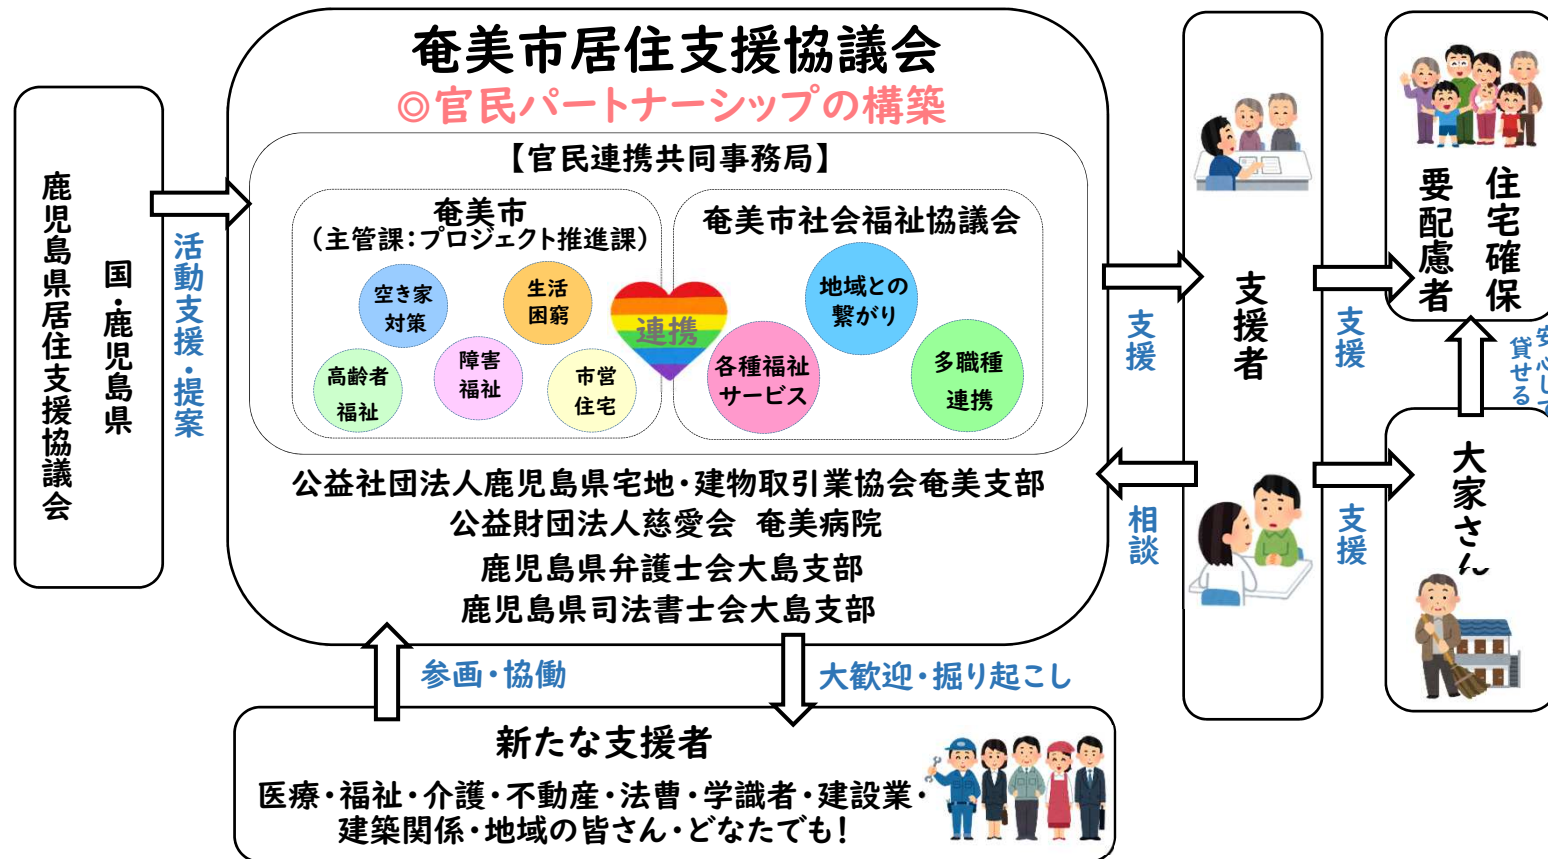 奄美市居住支援協議会
◎官民パートナーシップの構築
【官民連携共同事務局】
奄美市
（主管課：プロジェクト推進課）
空き家
対策
生活
困窮
高齢者
福祉
障害
福祉
市営
住宅
連携
奄美市社会福祉協議会
地域との
繋がり
各種福祉
サービス
多職種
連携
公益社団法人鹿児島県宅地・建物取引業協会奄美支部
公益財団法人慈愛会 奄美病院
鹿児島県弁護士会大島支部
鹿児島県司法書士会大島支部
国・鹿児島県
鹿児島県居住支援協議会
活動支援・提案
参画・協働
大歓迎・掘り起こし
新たな支援者
医療・福祉・介護・不動産・法曹・学識者・建設業・
建築関係・地域の皆さん・どなたでも！
支援
相談
支援者
支援
支援
住宅確保
要配慮者
安心して
貸せる
大家さん